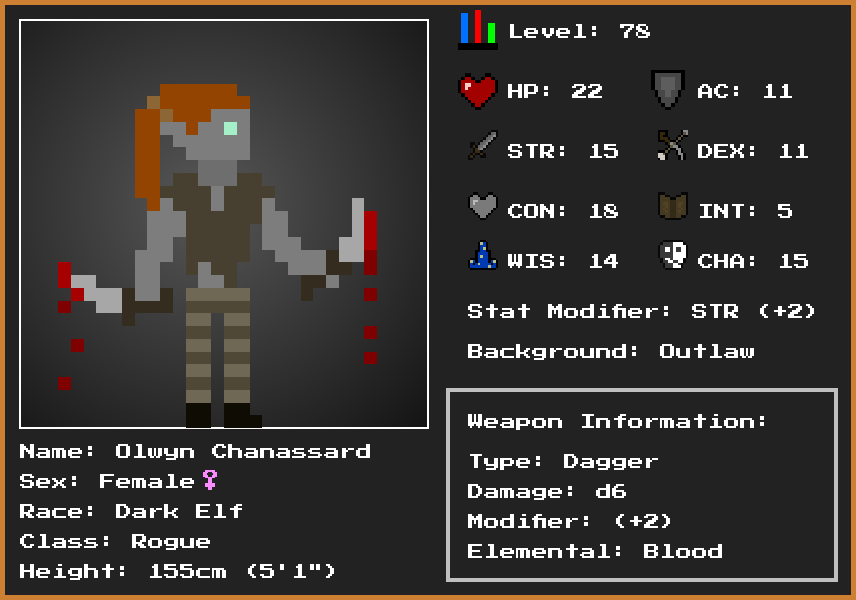 Level: 78
HP: 22 AC: 11
STR: 15 DEX: 11
CON: 18 INT: 5
WIS: 14 CHA: 15
Stat Modifier: STR (+2)
Background: Outlaw
Weapon Information:
Type: Dagger
Damage: d6
Modifier: (+2)
Elemental: Blood
Name: Olwyn Chanassard
Sex: Female♀
Race: Dark Elf
Class: Rogue
Height: 155cm (5'1")